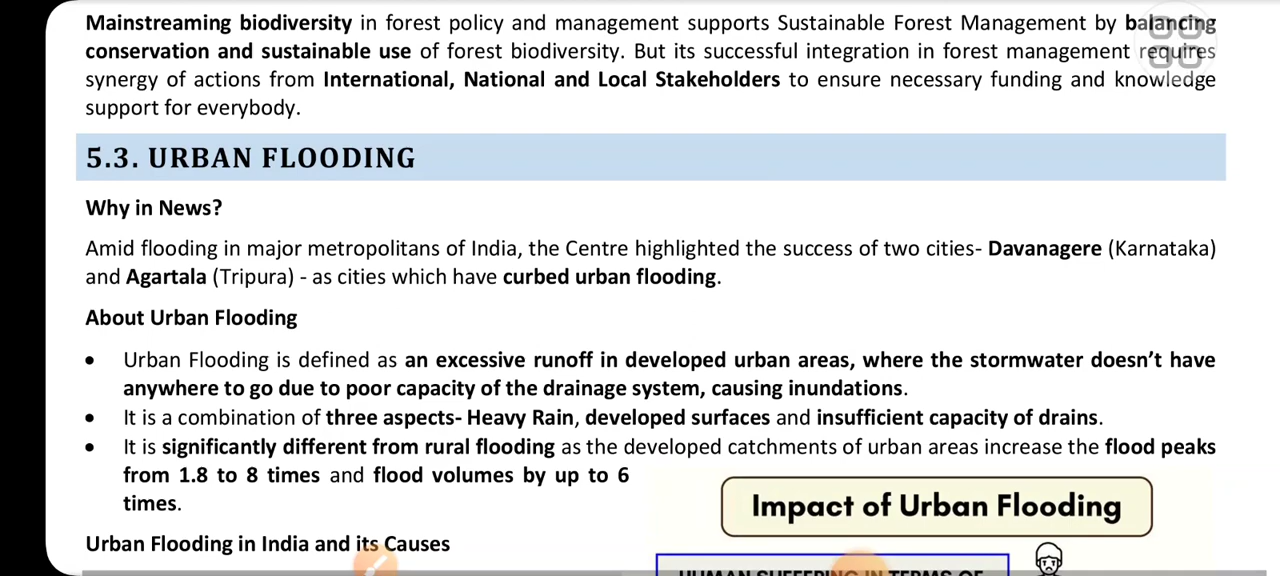 Mainstreaming biodiversity in forest policy and management supports Sustainable Forest Management by balancing
conservation and sustainable use of forest biodiversity. But its successful integration in forest management requires
synergy of actions from International, National and Local Stakeholders to ensure necessary funding and knowledge
support for everybody.
5.3. URBAN FLOODING
Why in News?
Amid flooding in major metropolitans of India, the Centre highlighted the success of two cities- Davanagere (Karnataka)
and Agartala (Tripura) - as cities which have curbed urban flooding.
About Urban Flooding
• Urban Flooding is defined as an excessive runoff in developed urban areas, where the stormwater doesn't have
anywhere to go due to poor capacity of the drainage system, causing inundations.
• It is a combination of three aspects- Heavy Rain, developed surfaces and insufficient capacity of drains.
• It is significantly different from rural flooding as the developed catchments of urban areas increase the flood peaks
from 1.8 to 8 times and flood volumes by up to 6
times.
Impact of Urban Flooding
Urban Flooding in India and its Causes
HUMAN SUFFERING IN TERMS OF